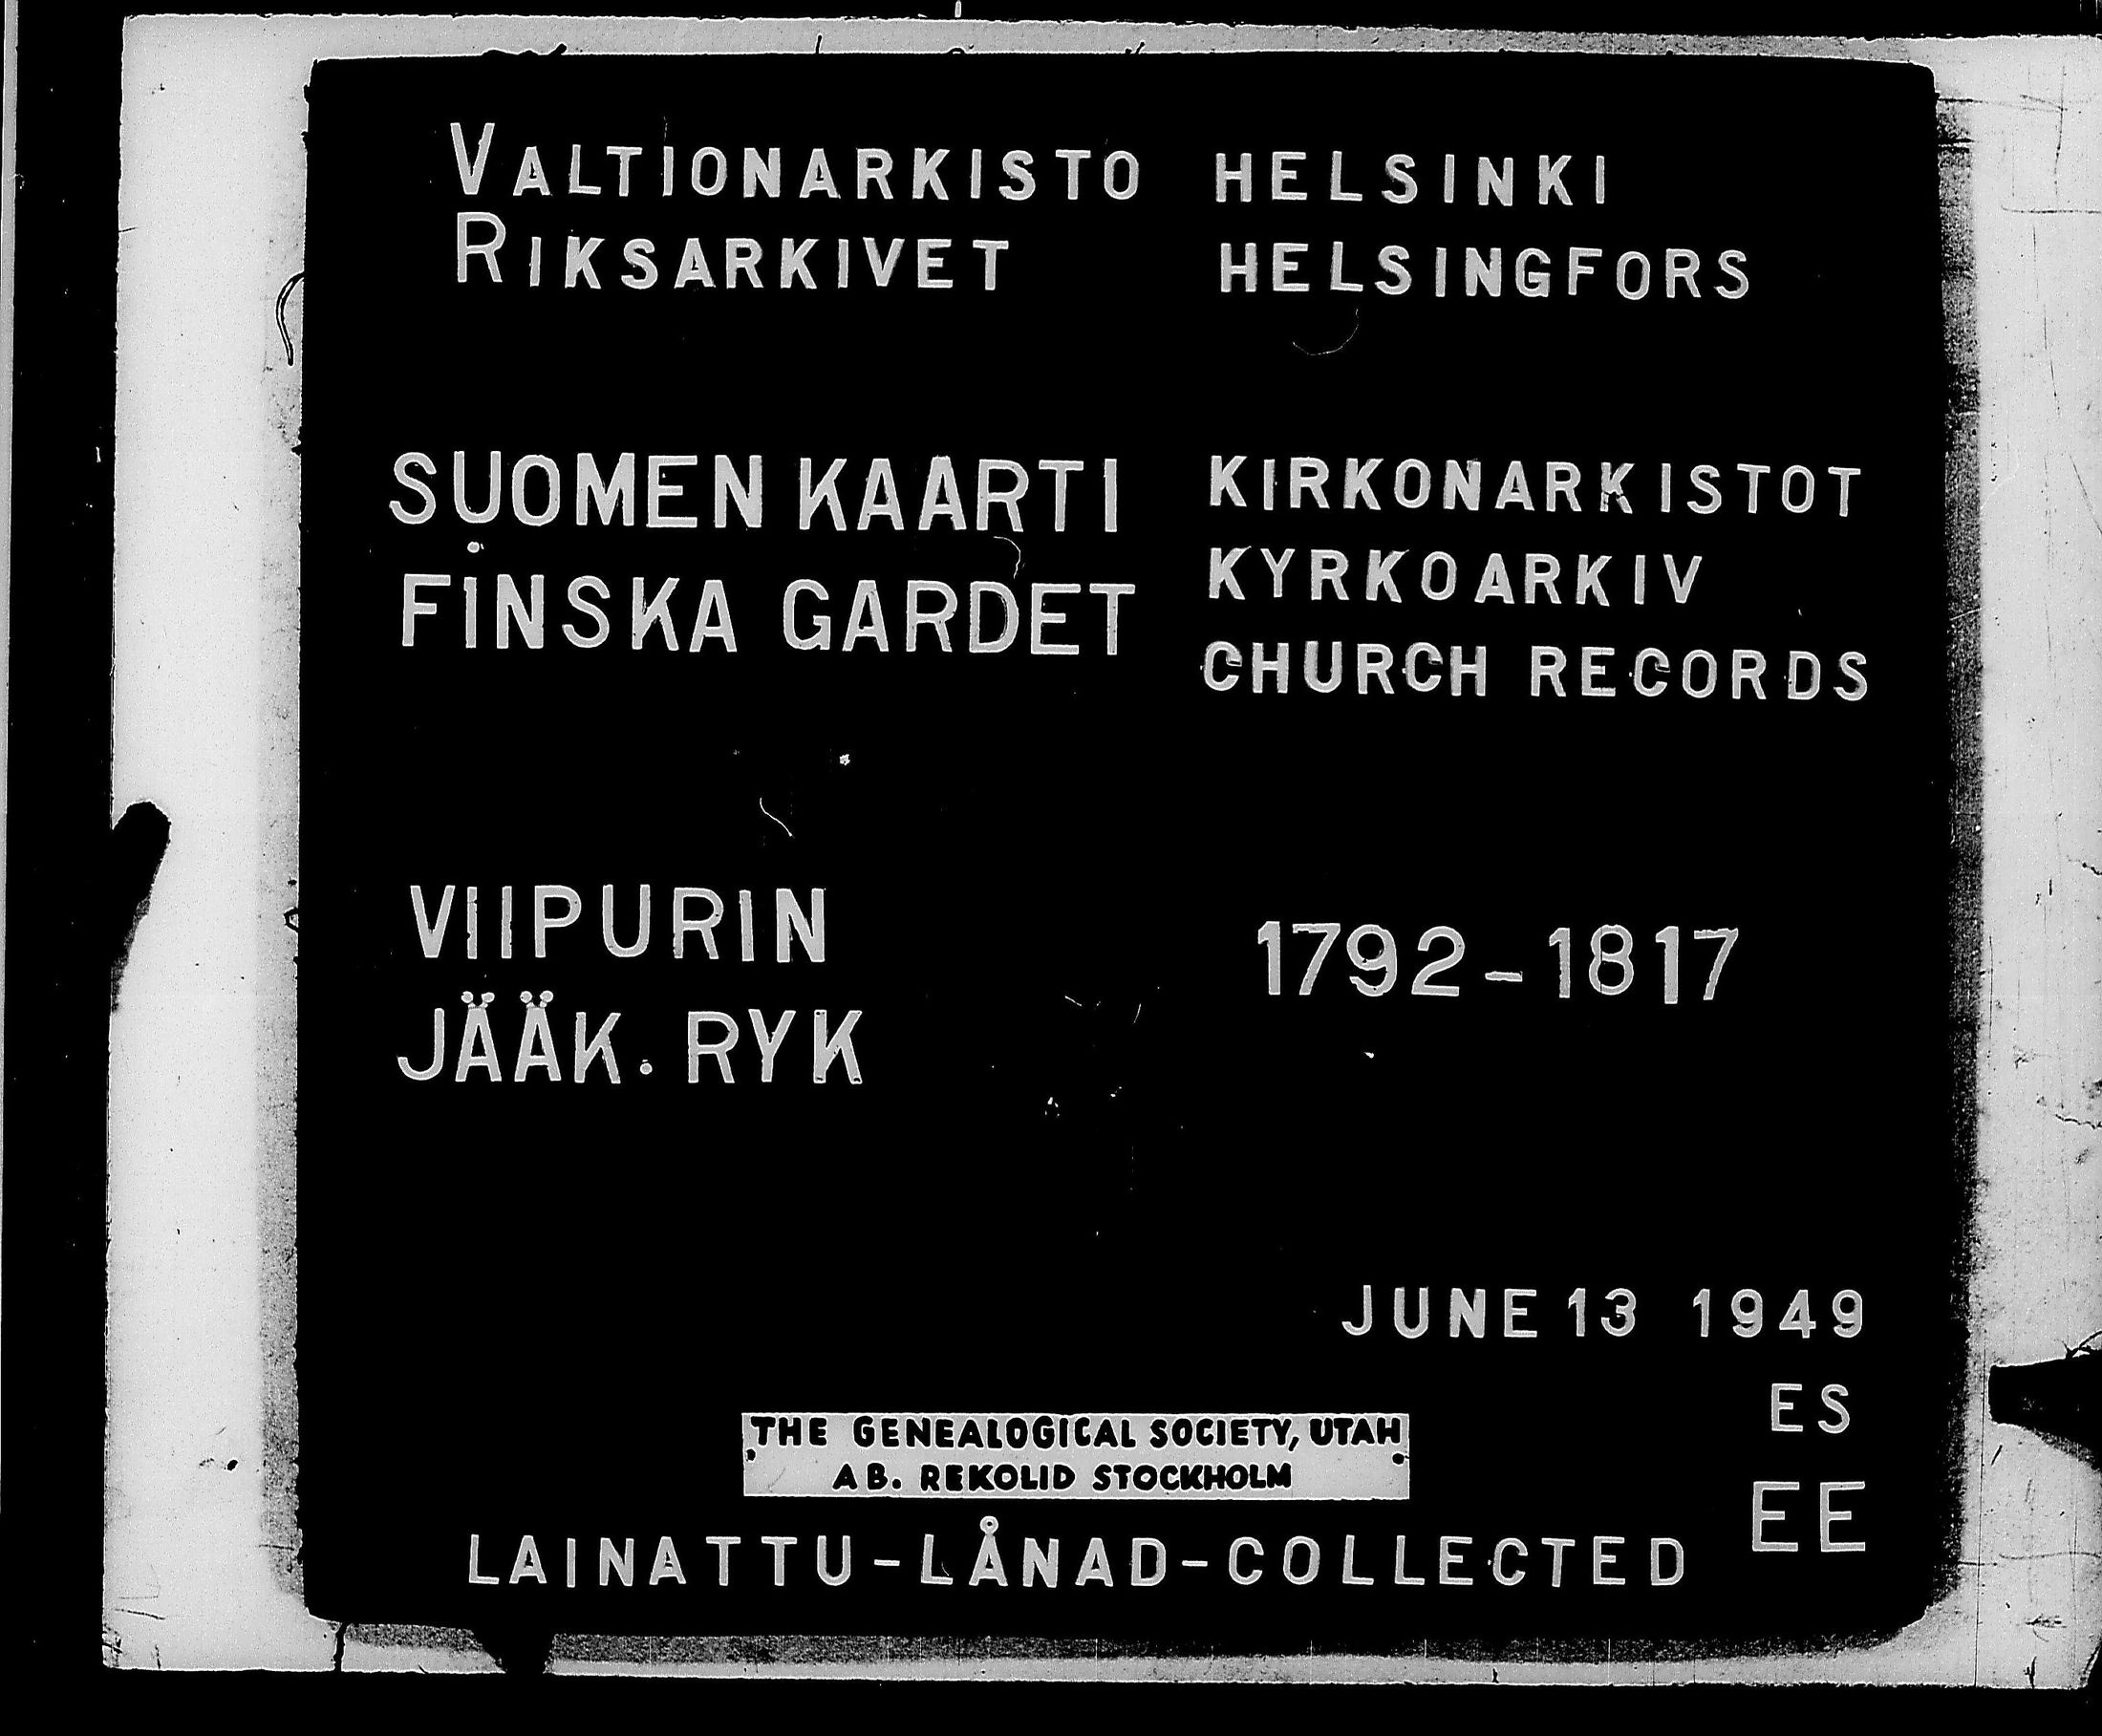 VALTIONARKISTO HELSINKI
RIKSARKIVET HELSINGFORS
SUOMEN KAARTI
FINSKA GARDET
KIRKONARKISTOT
KYRKOARKIV
CHURCH RECORDS
VIIPURIN
JÄÄK. RYK
1792-1817
JUNE 13 1949
ES
EE
THE GENEALOGICAL SOCIETY, UTAH
AB. REKOLID STOCKHOLM
LAINATTU-LÅNAD-COLLECTED